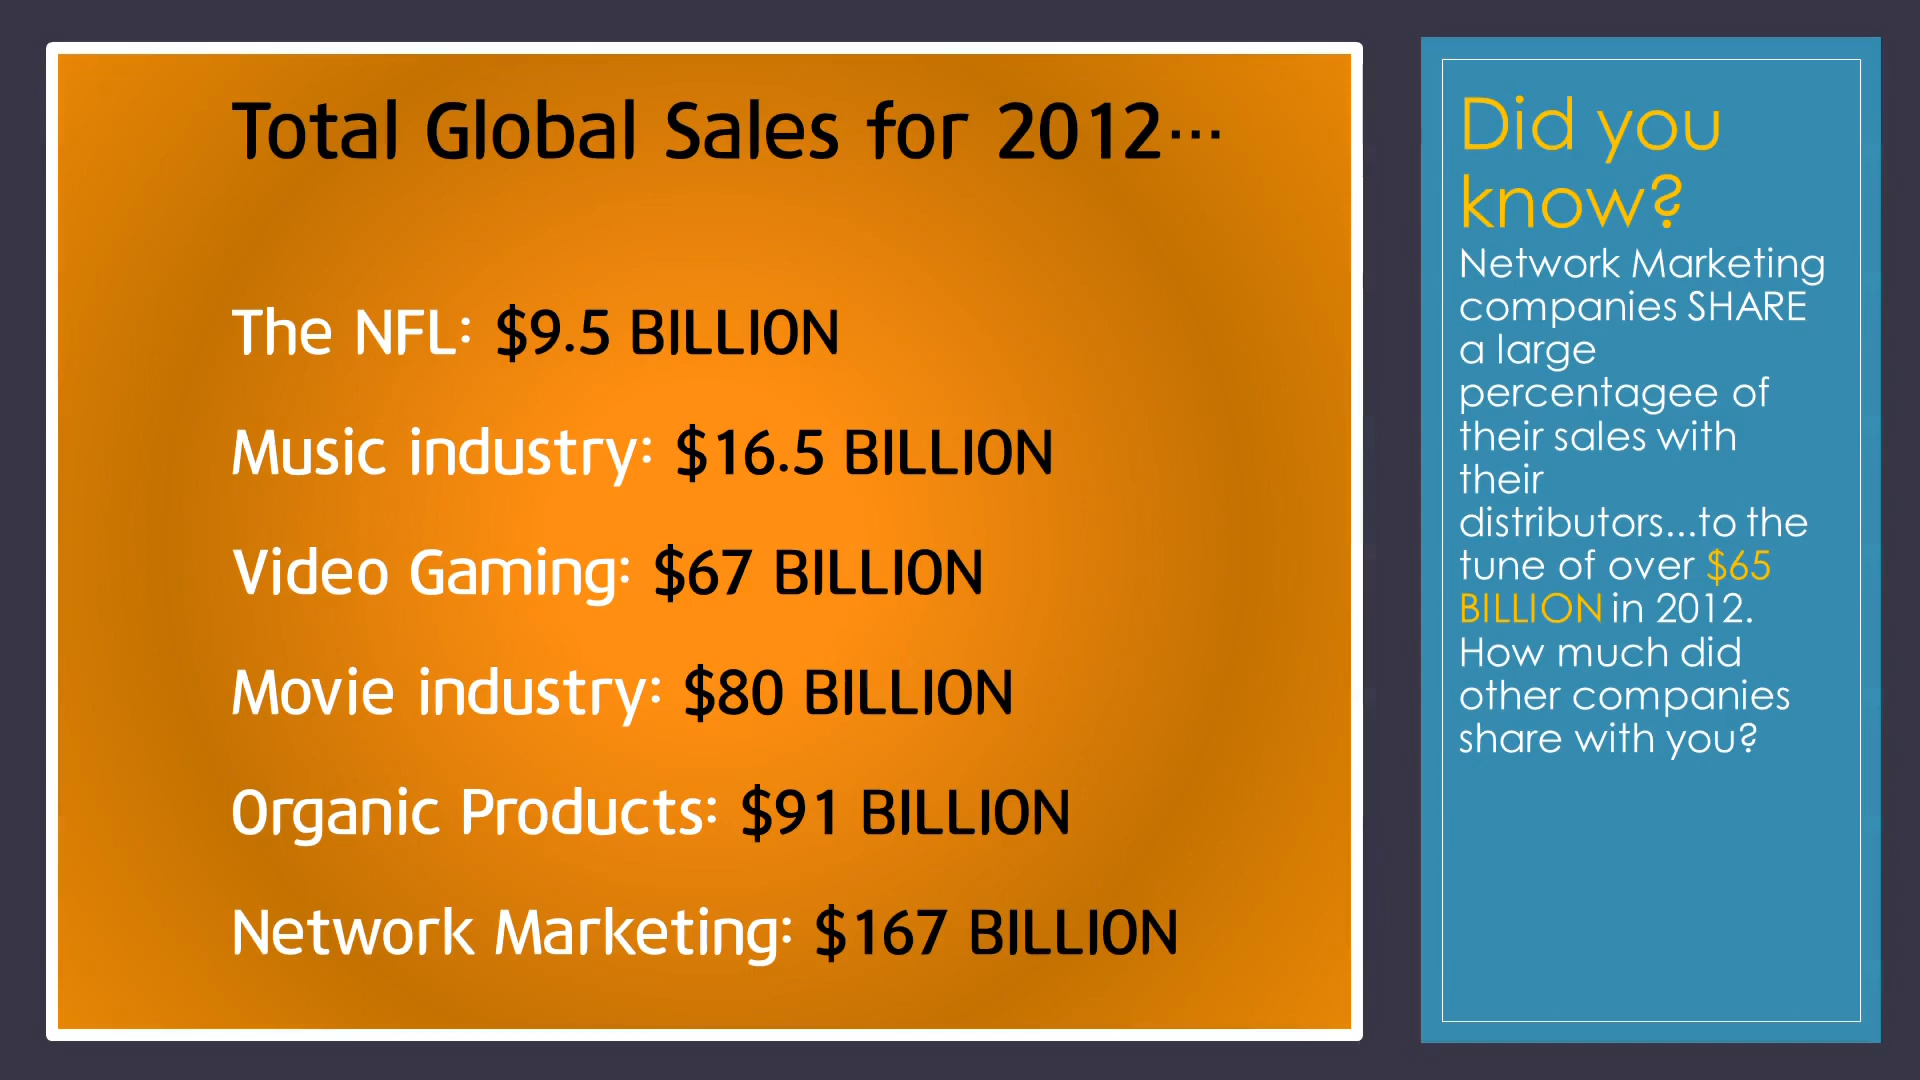 Total Global Sales for 2012...
The NFL: $9.5 BILLION
Music industry: $16.5 BILLION
Video Gaming: $67 BILLION
Movie industry: $80 BILLION
Organic Products: $91 BILLION
Network Marketing: $167 BILLION
Did you
know?
Network Marketing
companies SHARE
a large
percentagee of
their sales with
their
distributors...to the
tune of over $65
BILLION in 2012.
How much did
other companies
share with you?